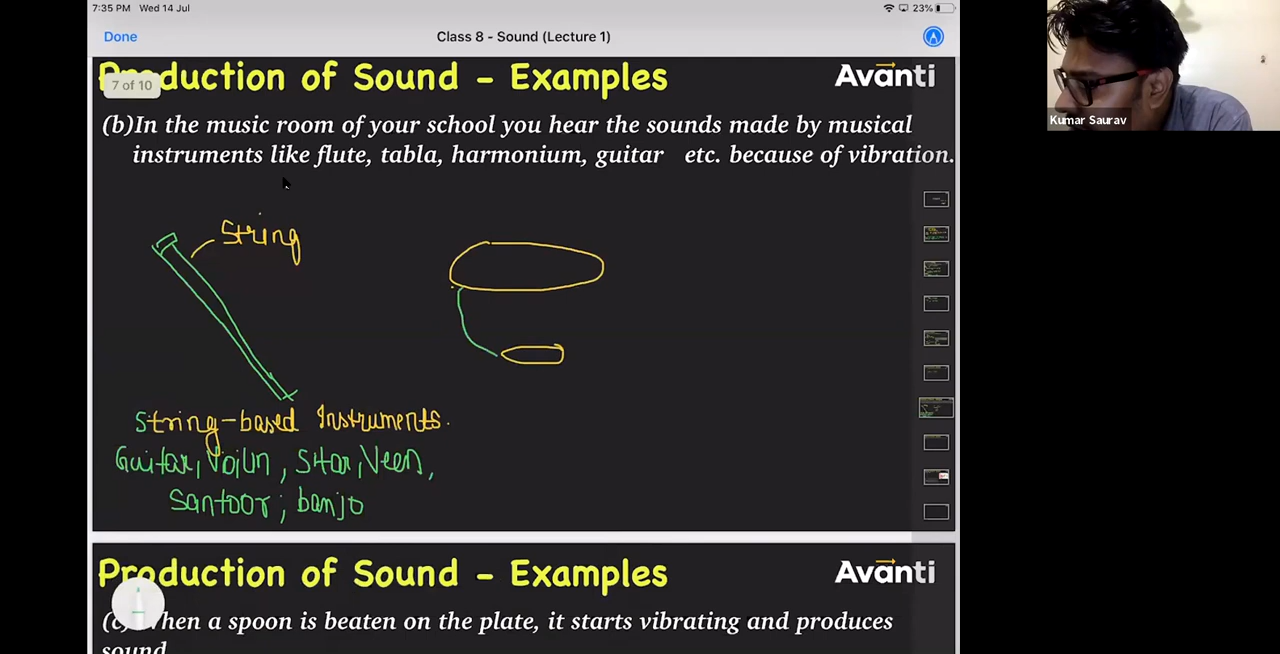 7:35 PM Wed 14 Jul
23%
Done
Class 8 - Sound (Lecture 1)
Production of Sound - Examples
Avanti
7 of 10
Kumar Saurav
(b)In the music room of your school you hear the sounds made by musical
instruments like flute, tabla, harmonium, guitar etc. because of vibration.
String
String-based Instruments.
Guitar, Voilin, Sitar, Veen,
Santoor; banjo
Production of Sound - Examples
Avanti
(c) When a spoon is beaten on the plate, it starts vibrating and produces
sound